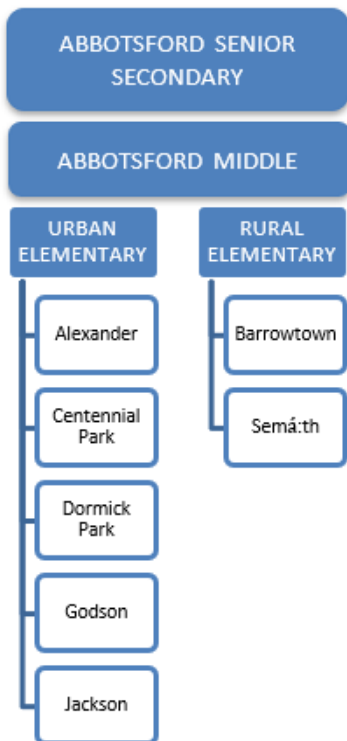 ABBOTSFORD SENIOR
SECONDARY
ABBOTSFORD MIDDLE
URBAN
ELEMENTARY
Alexander
Centennial
Park
Dormick
Park
Godson
Jackson
RURAL
ELEMENTARY
Barrowtown
Semá:th